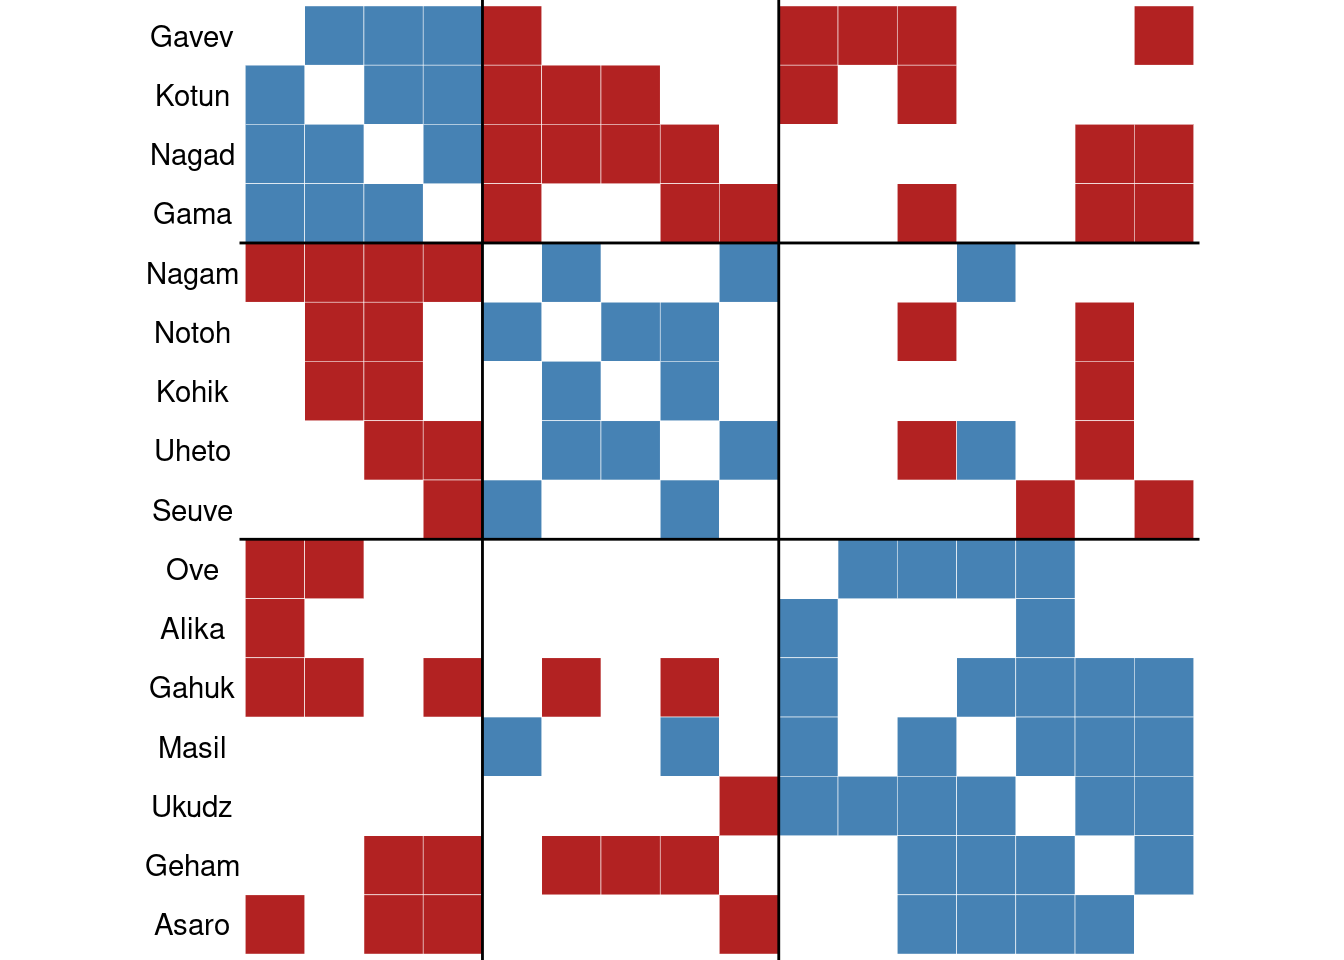 Gavev
Kotun
Nagad
Gama
Nagam
Notoh
Kohik
Uheto
Seuve
Ove
Alika
Gahuk
Masil
Ukudz
Geham
Asaro